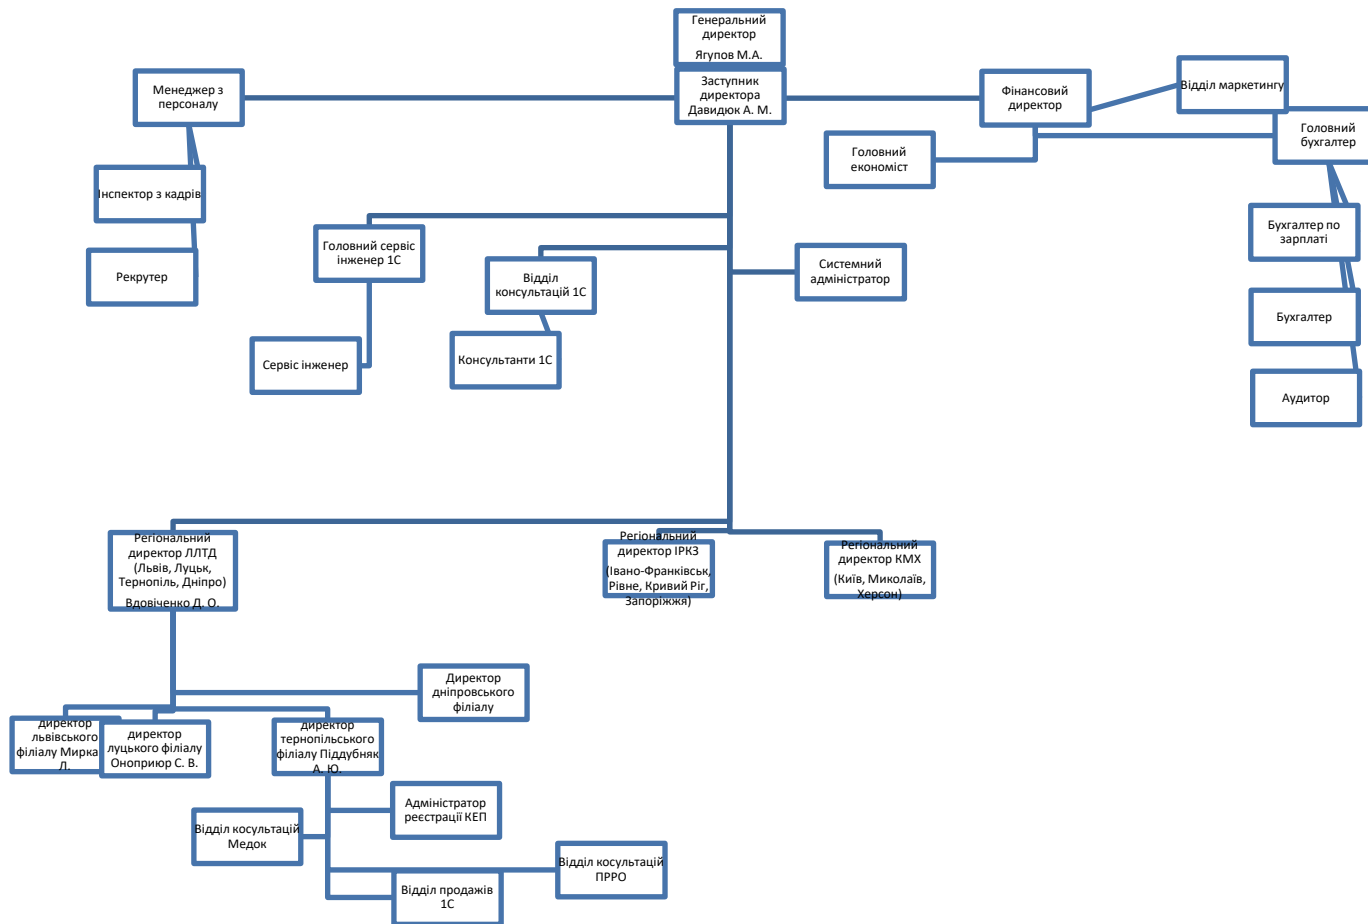 Генеральний
директор
Ягупов М.А.
Менеджер з
персоналу
Заступник
директора
Давидюк А. М.
Фінансовий
директор
Відділ маркетингу
Головний
бухгалтер
Головний
економіст
Інспектор з кадрів
Рекрутер
Головний сервіс
інженер 1С
Відділ
консультацій 1С
Системний
адміністратор
Бухгалтер по
зарплаті
Бухгалтер
Аудитор
Сервіс інженер
Консультанти 1С
Регіональний
директор ЛЛТД
(Львів, Луцьк,
Тернопіль, Дніпро)
Вдовіченко Д. О.
Регіональний
директор ІРКЗ
(Івано-Франківськ,
Рівне, Кривий Ріг,
Запоріжжя)
Регіональний
директор КМХ
(Київ, Миколаїв,
Херсон)
Директор
дніпровського
філіалу
директор
львівського
філіалу Мирка
Л.
директор
луцького філіалу
Оноприюр С. В.
директор
тернопільського
філіалу Піддубняк
А. Ю.
Адміністратор
реєстрації КЕП
Відділ косультацій
Медок
Відділ косультацій
ПРРО
Відділ продажів
1С